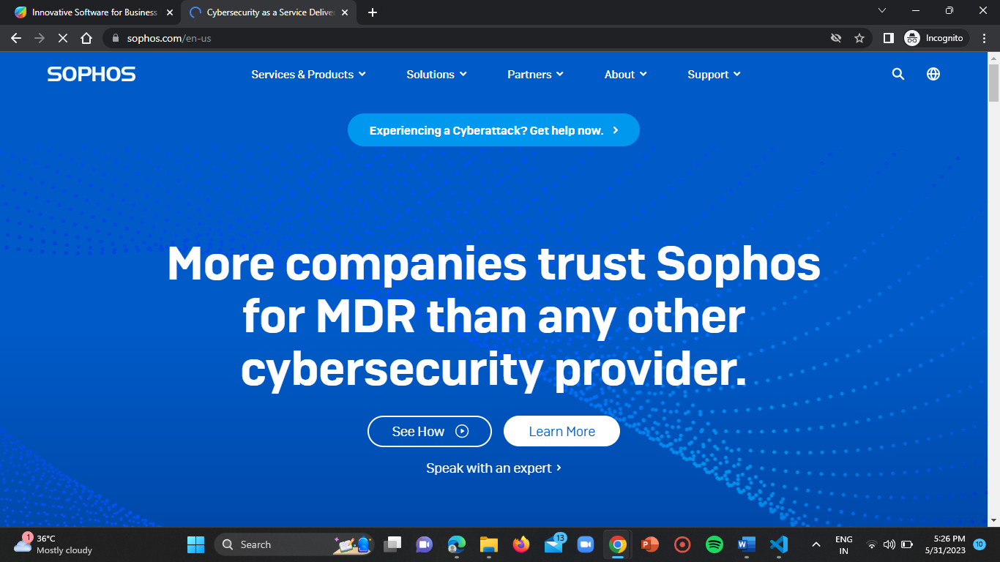 Innovative Software for Business
Cybersecurity as a Service Deliver
sophos.com/en-us
Incognito
SOPHOS
Services & Products
Solutions
Partners
About
Support
Experiencing a Cyberattack? Get help now.
More companies trust Sophos
for MDR than any other
cybersecurity provider.
See How
Learn More
Speak with an expert
1
36°C
Mostly cloudy
Search
13
ENG
IN
5:26 PM
5/31/2023
10